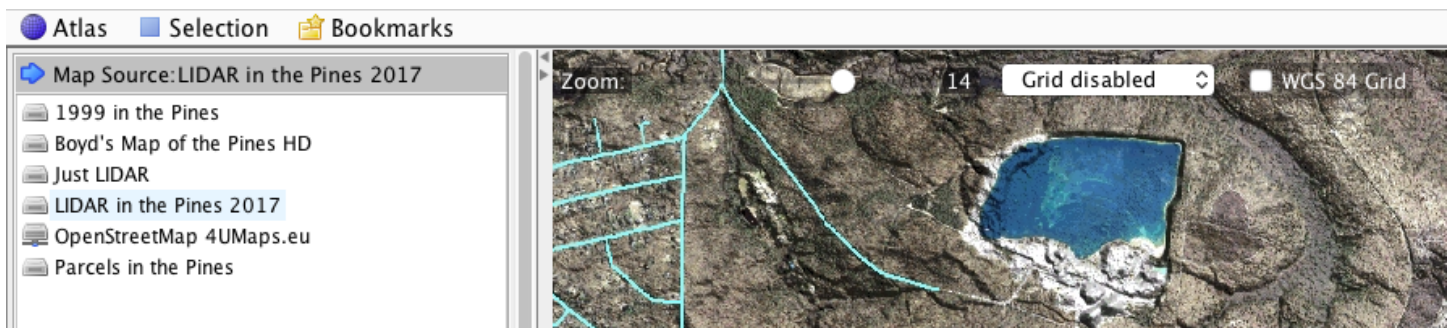 Atlas Selection Bookmarks
Map Source:LIDAR in the Pines 2017
1999 in the Pines
Boyd's Map of the Pines HD
Just LIDAR
LIDAR in the Pines 2017
OpenStreetMap 4UMaps.eu
Parcels in the Pines
Zoom: 14 Grid disabled WGS 84 Grid